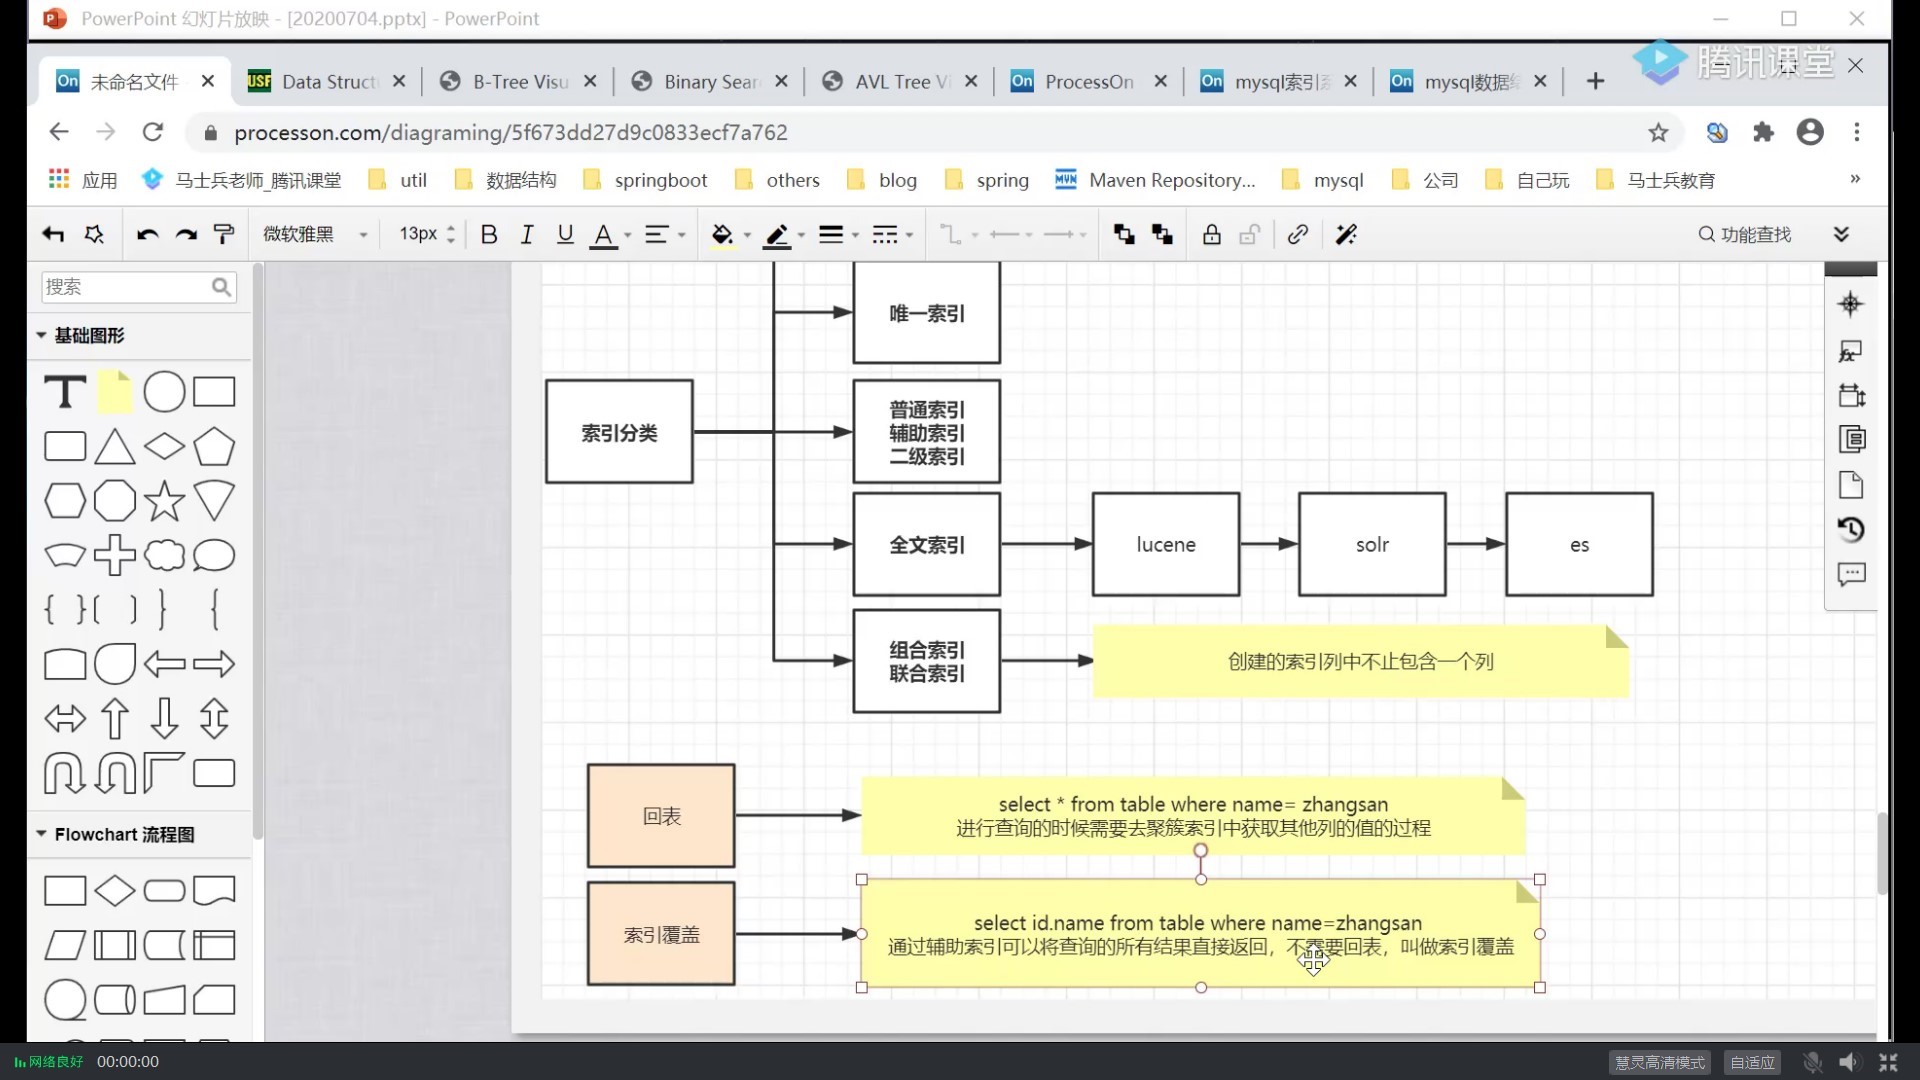 PowerPoint 幻灯片放映 - [20200704.pptx] - PowerPoint
腾讯课堂
On 未命名文件
USF Data Struct
B-Tree Visu
Binary Sear
AVL Tree Vi
On ProcessOn
On mysql索引系
On mysql数据结
processon.com/diagraming/5f673dd27d9c0833ecf7a762
应用
马士兵老师_腾讯课堂
util
数据结构
springboot
others
blog
spring
MVN Maven Repository...
mysql
公司
自己玩
马士兵教育
»
微软雅黑
13px
B I U A
功能查找
搜索
基础图形
T
Flowchart 流程图
唯一索引
索引分类
普通索引
辅助索引
二级索引
全文索引
lucene
solr
es
组合索引
联合索引
创建的索引列中不止包含一个列
回表
select * from table where name= zhangsan
进行查询的时候需要去聚簇索引中获取其他列的值的过程
索引覆盖
select id.name from table where name=zhangsan
通过辅助索引可以将查询的所有结果直接返回，不需要回表，叫做索引覆盖
网络良好
00:00:00
慧灵高清模式
自适应